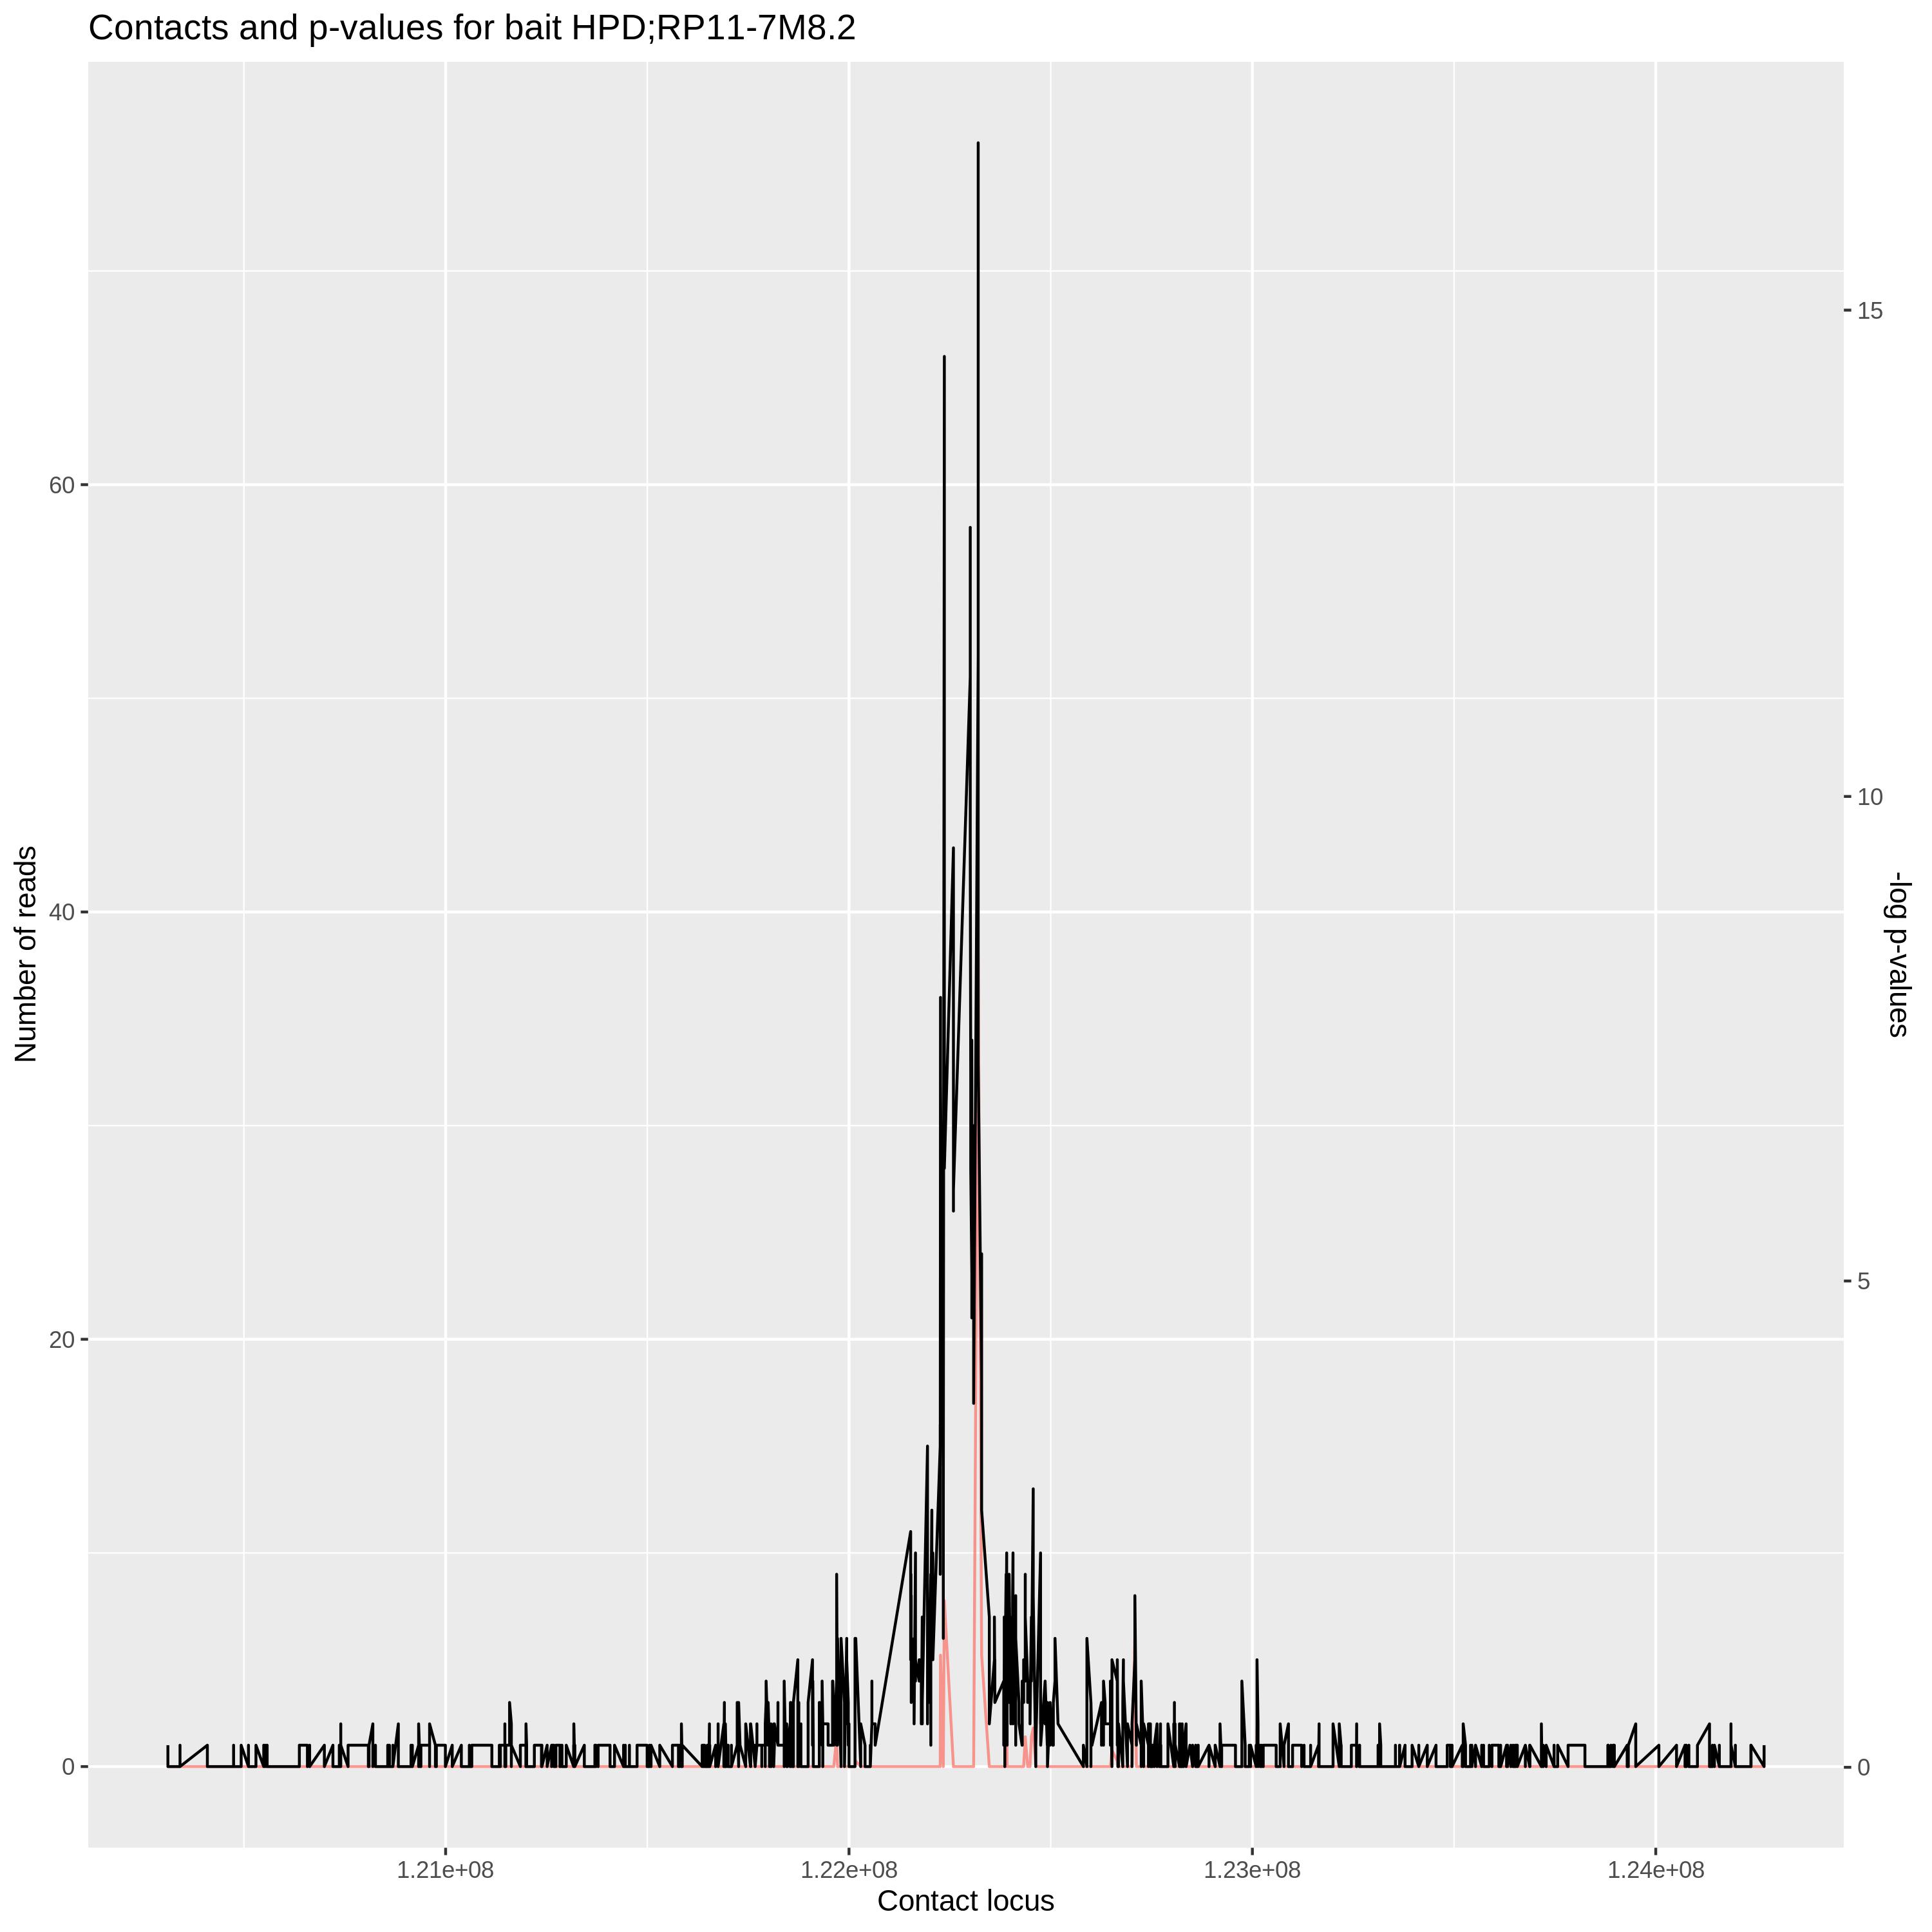 Contacts and p-values for bait HPD;RP11-7M8.2
Number of reads
60
40
20
0
15
10
5
0
-log p-values
1.21e+08
1.22e+08
1.23e+08
1.24e+08
Contact locus